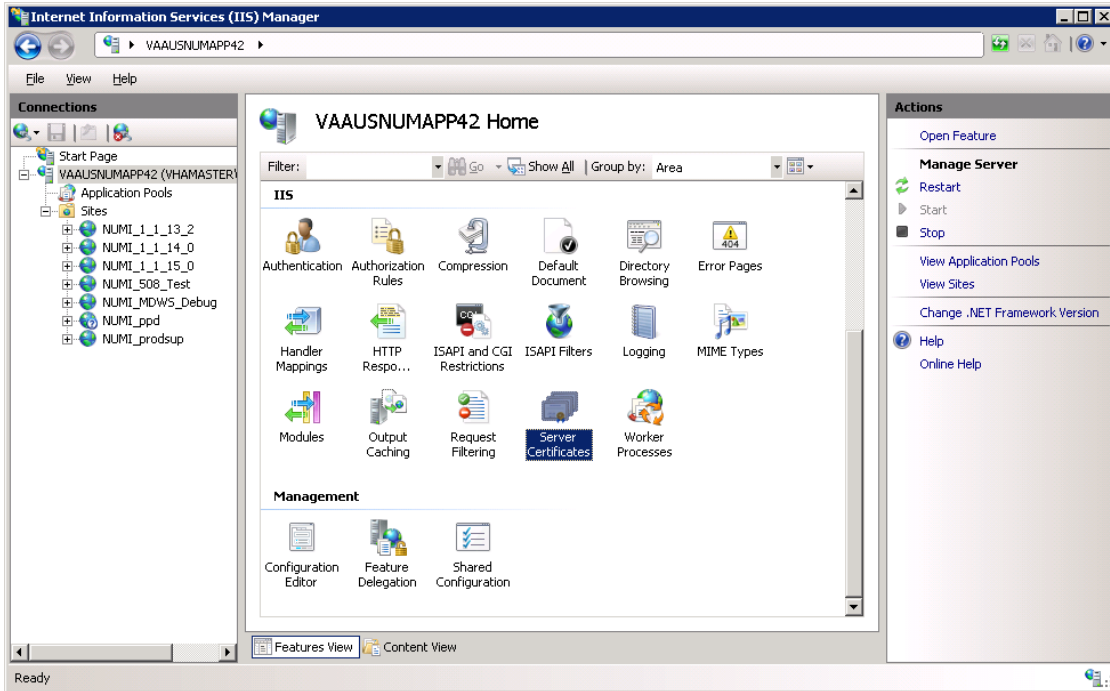 Internet Information Services (IIS) Manager
VAAUSNUMAPP42
File View Help
Connections
Start Page
VAAUSNUMAPP42 (VHAMASTER\
Application Pools
Sites
NUMI_1_1_13_2
NUMI_1_1_14_0
NUMI_1_1_15_0
NUMI_508_Test
NUMI_MDWS_Debug
NUMI_ppd
NUMI_prodsup
VAAUSNUMAPP42 Home
Filter: Go Show All Group by: Area
IIS
Authentication Authorization Rules Compression Default Document Directory Browsing Error Pages
404
Handler Mappings HTTP Respo... ISAPI and CGI Restrictions ISAPI Filters Logging MIME Types
Modules Output Caching Request Filtering Server Certificates Worker Processes
Management
Configuration Editor Feature Delegation Shared Configuration
Features View Content View
Actions
Open Feature
Manage Server
Restart
Start
Stop
View Application Pools
View Sites
Change .NET Framework Version
Help
Online Help
Ready